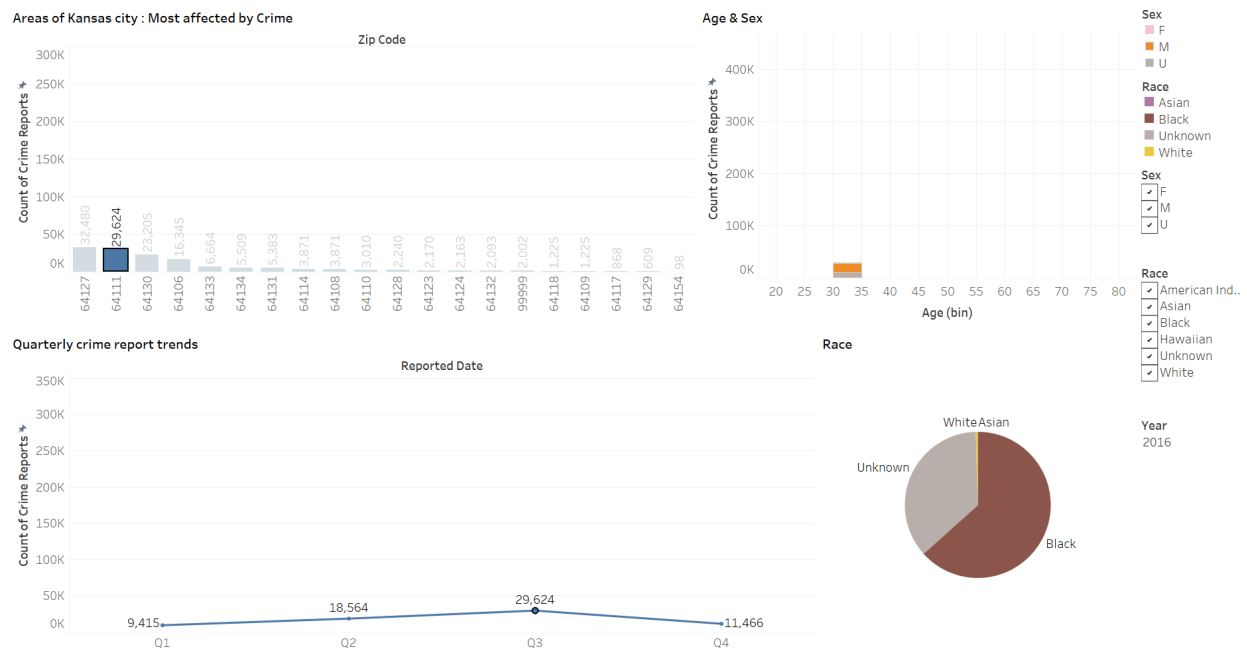 Areas of Kansas city : Most affected by Crime
Zip Code
Count of Crime Reports
300K
250K
200K
150K
100K
50K
0K
32,480
29,624
23,205
16,345
6,664
5,509
5,383
3,871
3,871
3,010
2,240
2,170
2,163
2,093
2,002
1,225
1,225
868
609
98
64127
64111
64130
64106
64133
64134
64131
64114
64108
64110
64128
64123
64124
64132
99999
64118
64109
64117
64129
64154
Age & Sex
Count of Crime Reports
400K
300K
200K
100K
0K
20 25 30 35 40 45 50 55 60 65 70 75 80
Age (bin)
Sex
F
M
U
Race
Asian
Black
Unknown
White
Sex
F
M
U
Race
American Ind..
Asian
Black
Hawaiian
Unknown
White
Year
2016
Quarterly crime report trends
Reported Date
Count of Crime Reports
350K
300K
250K
200K
150K
100K
50K
0K
9,415
18,564
29,624
11,466
Q1 Q2 Q3 Q4
Race
White Asian
Unknown
Black